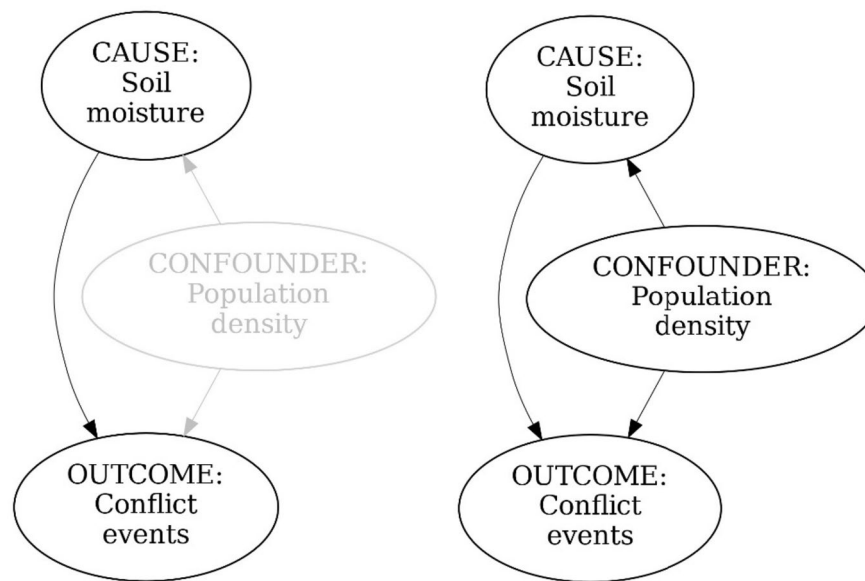 CAUSE:
Soil
moisture
CONFOUNDER:
Population
density
OUTCOME:
Conflict
events
CAUSE:
Soil
moisture
CONFOUNDER:
Population
density
OUTCOME:
Conflict
events